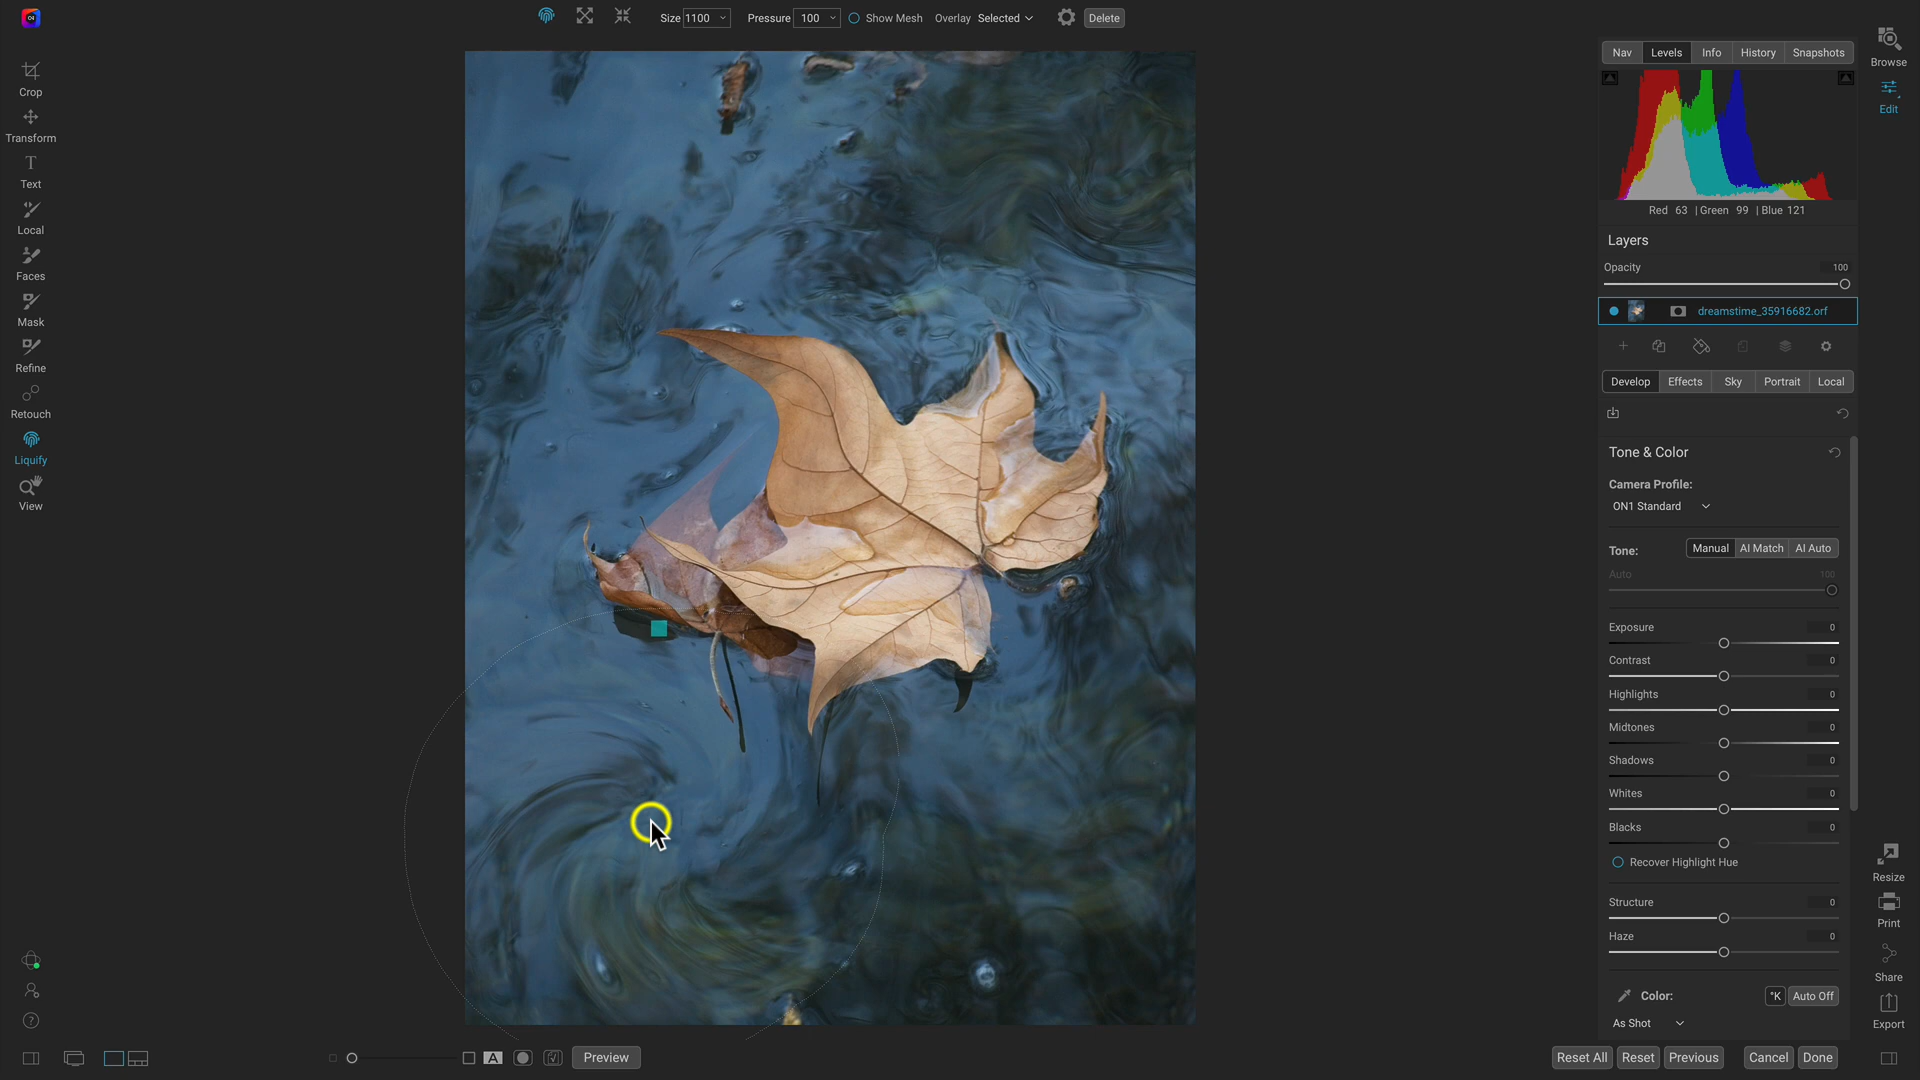 Size 1100 Pressure 100 Show Mesh Overlay Selected Delete
Crop
Transform
Text
Local
Faces
Mask
Refine
Retouch
Liquify
View
Nav Levels Info History Snapshots
Browse
Edit
Red 63 | Green 99 | Blue 121
Layers
Opacity 100
dreamstime_35916682.orf
Develop Effects Sky Portrait Local
Tone & Color
Camera Profile:
ON1 Standard
Tone: Manual AI Match AI Auto
Auto 100
Exposure 0
Contrast 0
Highlights 0
Midtones 0
Shadows 0
Whites 0
Blacks 0
Recover Highlight Hue
Structure 0
Haze 0
Color: °K Auto Off
As Shot
Resize
Print
Share
Export
A Preview
Reset All Reset Previous Cancel Done